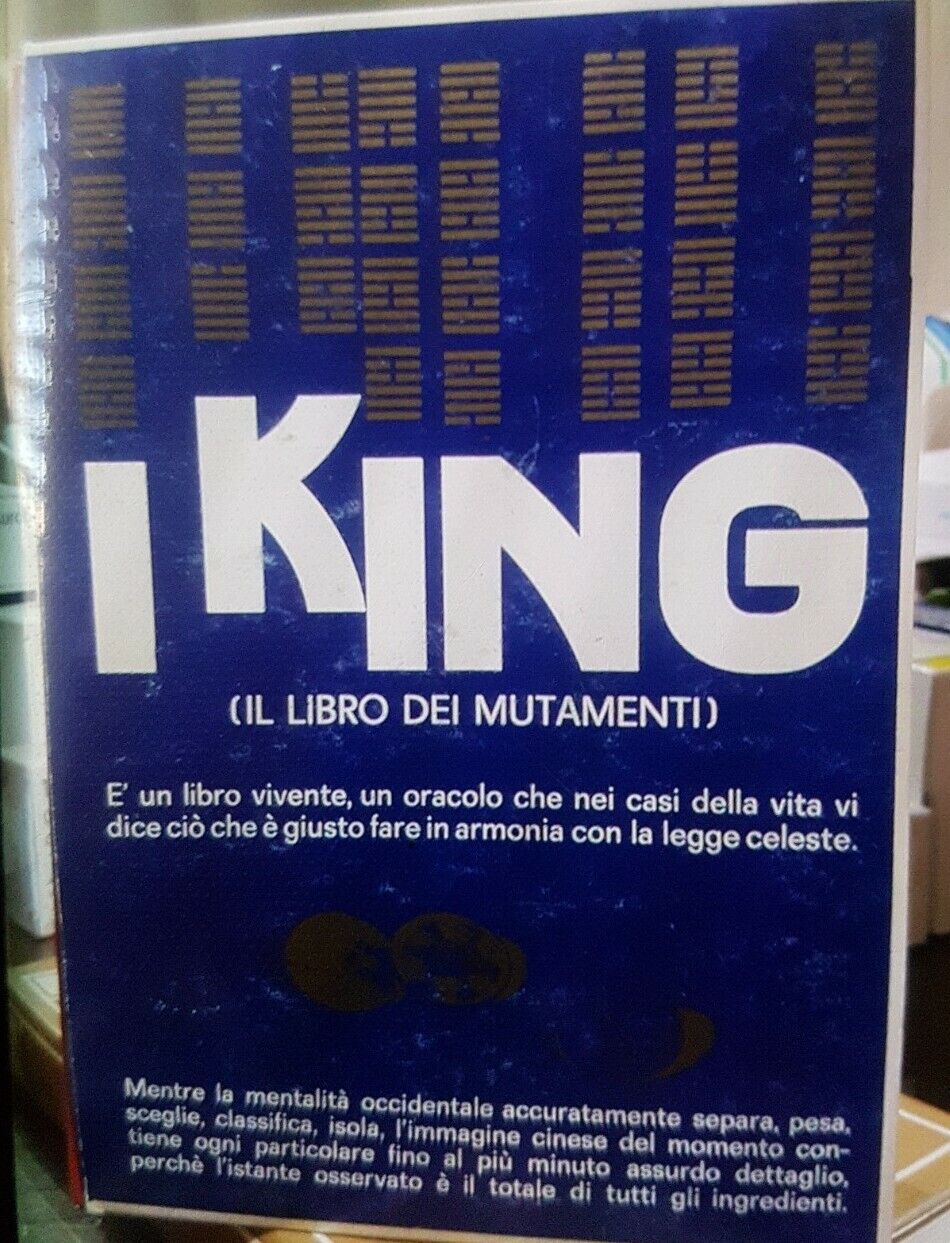 I KING
(IL LIBRO DEI MUTAMENTI)
E' un libro vivente, un oracolo che nei casi della vita vi
dice ciò che è giusto fare in armonia con la legge celeste.
Mentre la mentalità occidentale accuratamente separa, pesa,
sceglie, classifica, isola, l'immagine cinese del momento con-
tiene ogni particolare fino al più minuto assurdo dettaglio,
perchè l'istante osservato è il totale di tutti gli ingredienti.